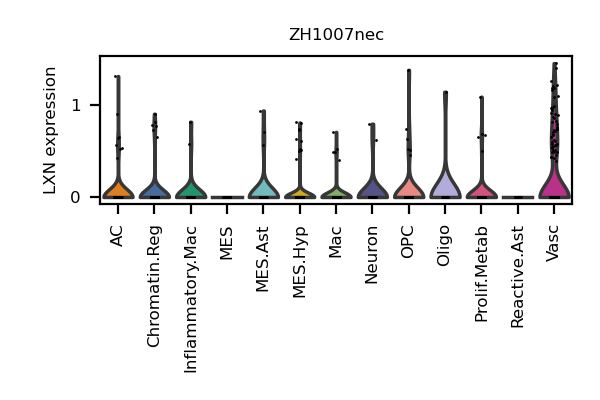 ZH1007nec
LXN expression
1
0
AC
Chromatin.Reg
Inflammatory.Mac
MES
MES.Ast
MES.Hyp
Mac
Neuron
OPC
Oligo
Prolif.Metab
Reactive.Ast
Vasc